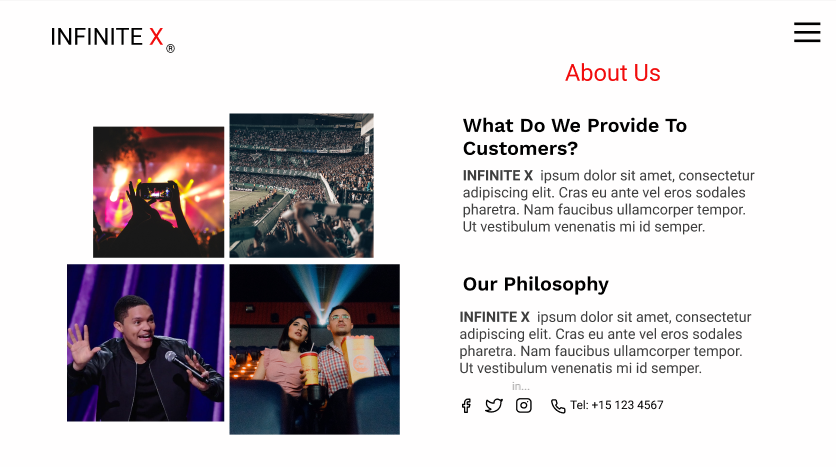 INFINITE X ®
About Us
What Do We Provide To
Customers?
INFINITE X ipsum dolor sit amet, consectetur
adipiscing elit. Cras eu ante vel eros sodales
pharetra. Nam faucibus ullamcorper tempor.
Ut vestibulum venenatis mi id semper.
Our Philosophy
INFINITE X ipsum dolor sit amet, consectetur
adipiscing elit. Cras eu ante vel eros sodales
pharetra. Nam faucibus ullamcorper tempor.
Ut vestibulum venenatis mi id semper.
in...
Tel: +15 123 4567